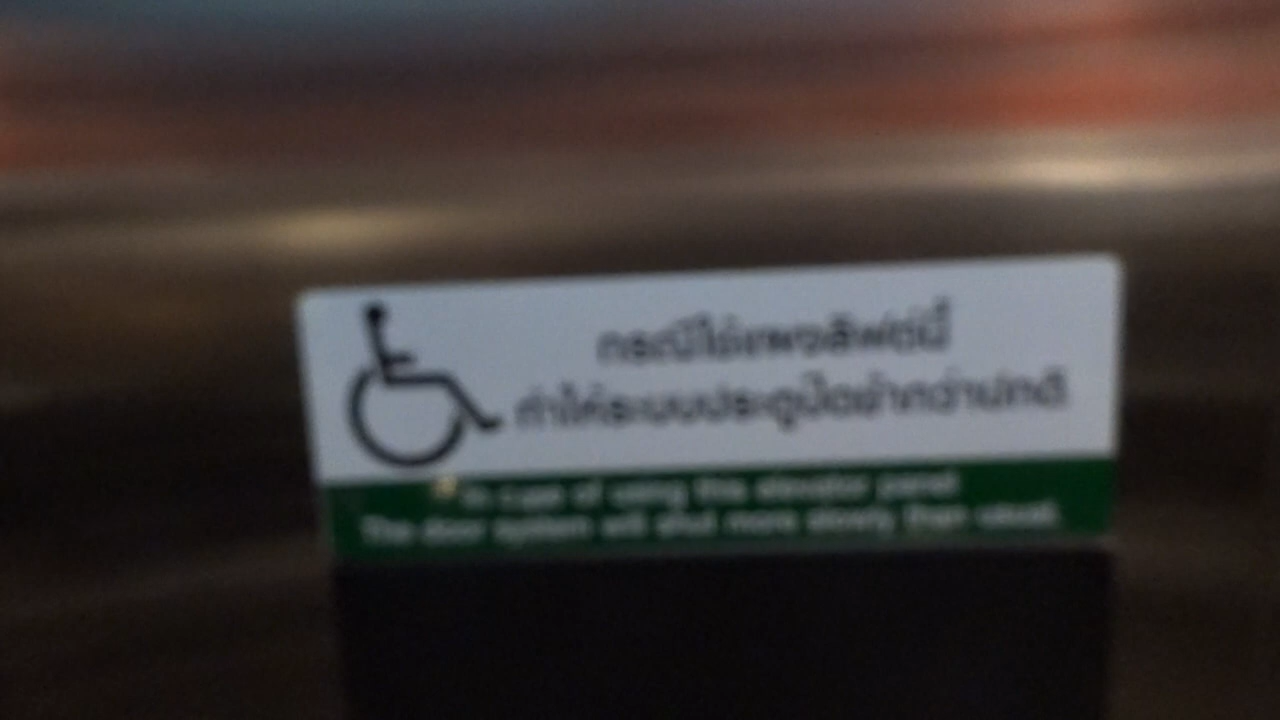 กรณีใช้แผงลิฟต์นี้
ทำให้ระบบประตูปิดช้ากว่าปกติ
In case of using this elevator panel
The door system will shut more slowly than usual.